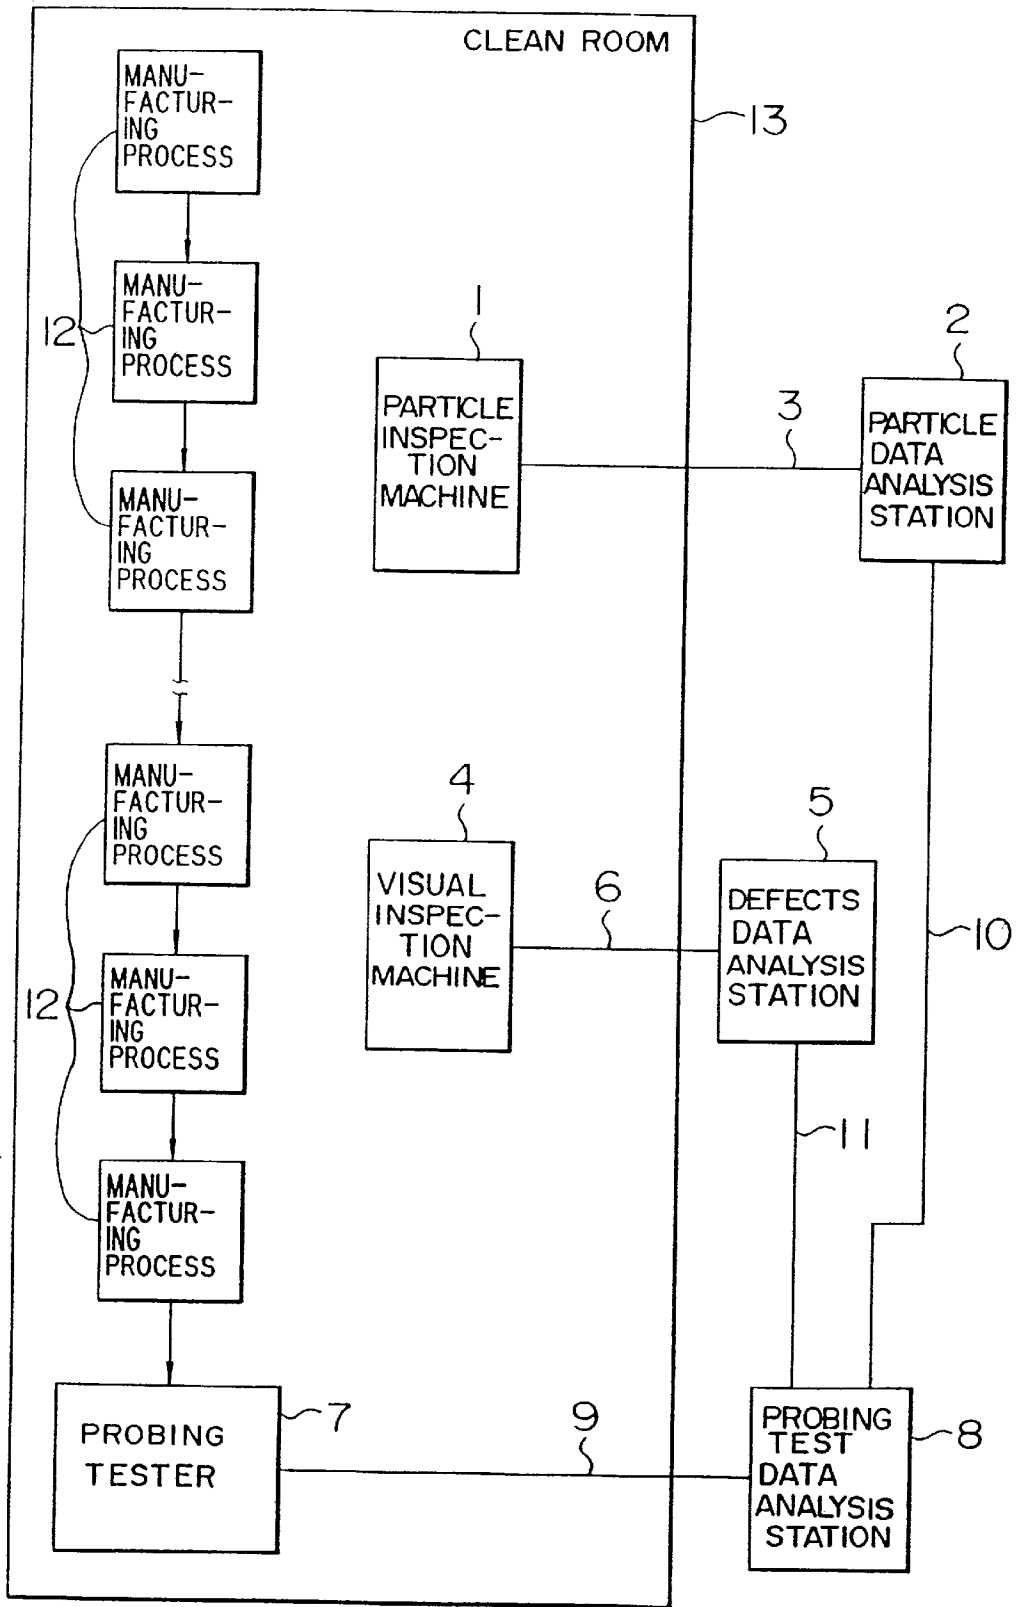 CLEAN ROOM
13
MANU-
FACTUR-
ING
PROCESS
12
MANU-
FACTUR-
ING
PROCESS
MANU-
FACTUR-
ING
PROCESS
1
PARTICLE
INSPEC-
TION
MACHINE
3
2
PARTICLE
DATA
ANALYSIS
STATION
MANU-
FACTUR-
ING
PROCESS
12
MANU-
FACTUR-
ING
PROCESS
MANU-
FACTUR-
ING
PROCESS
4
VISUAL
INSPEC-
TION
MACHINE
6
5
DEFECTS
DATA
ANALYSIS
STATION
10
11
7
PROBING
TESTER
9
8
PROBING
TEST
DATA
ANALYSIS
STATION